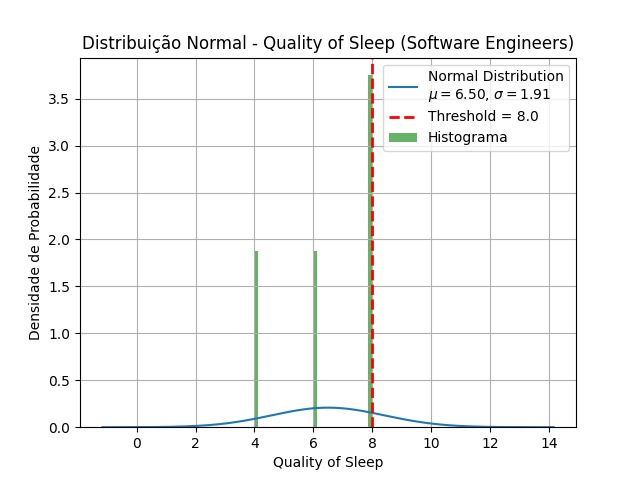 Distribuição Normal - Quality of Sleep (Software Engineers)
Normal Distribution
μ = 6.50, σ = 1.91
Threshold = 8.0
Histograma
Densidade de Probabilidade
3.5
3.0
2.5
2.0
1.5
1.0
0.5
0.0
0 2 4 6 8 10 12 14
Quality of Sleep